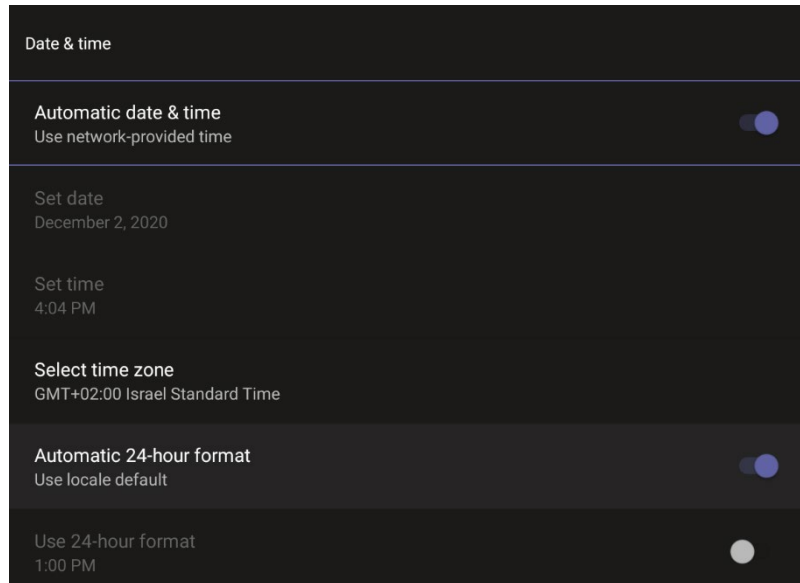 Date & time
Automatic date & time
Use network-provided time
Set date
December 2, 2020
Set time
4:04 PM
Select time zone
GMT+02:00 Israel Standard Time
Automatic 24-hour format
Use locale default
Use 24-hour format
1:00 PM